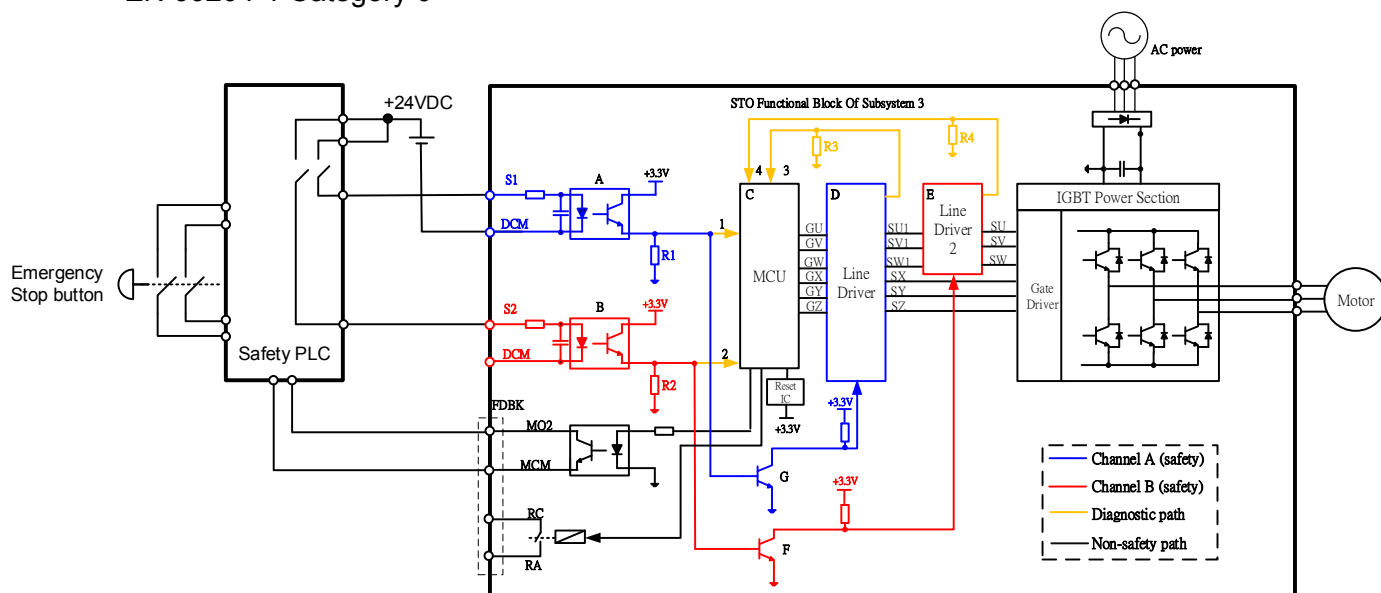 AC power
+24VDC
STO Functional Block Of Subsystem 3
R4
R3
S1
A
+3.3V
4
3
C
D
E
IGBT Power Section
DCM
1
R1
GU
GV
GW
GX
GY
GZ
MCU
Line
Driver
SU1
SV1
SW1
SX
SY
SZ
Line
Driver
2
SU
SV
SW
Gate
Driver
Motor
Emergency
Stop button
Safety PLC
S2
B
+3.3V
DCM
2
R2
Reset
IC
+3.3V
+3.3V
FDBK
MO2
MCM
G
+3.3V
RC
RA
F
Channel A (safety)
Channel B (safety)
Diagnostic path
Non-safety path